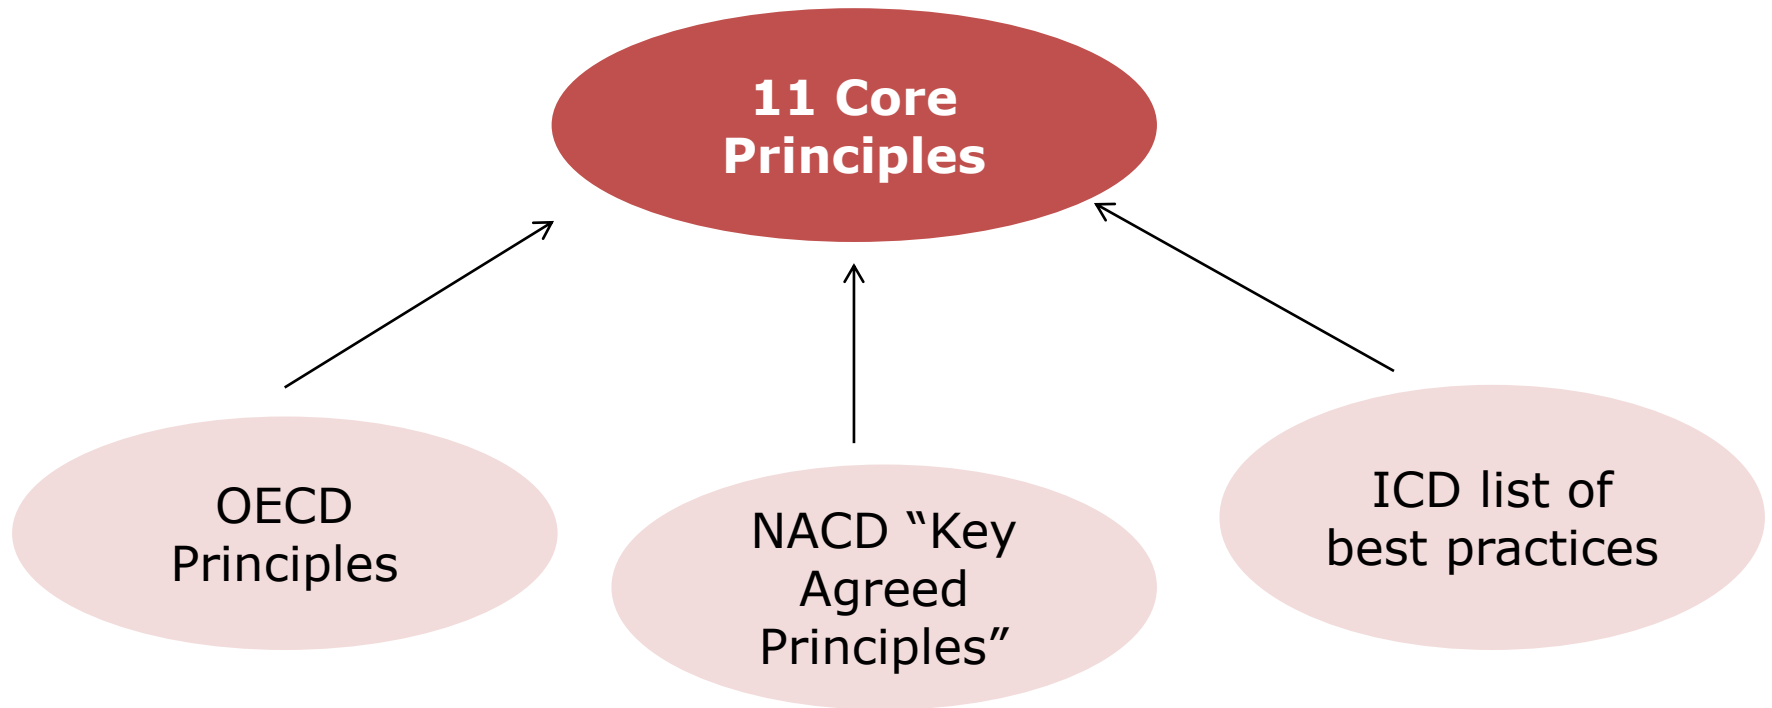 11 Core
Principles
OECD
Principles
NACD “Key
Agreed
Principles”
ICD list of
best practices